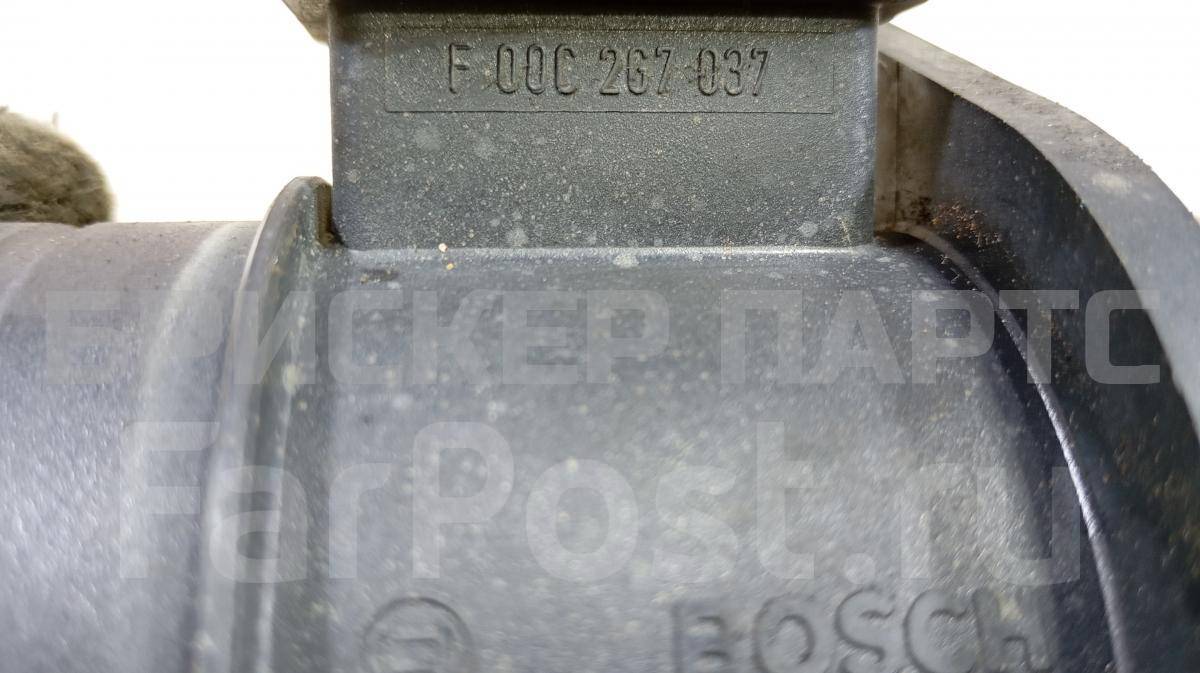 F 00C 2G7 037
БРИСКЕР ПАРТС
FarPost.ru
BOSCH